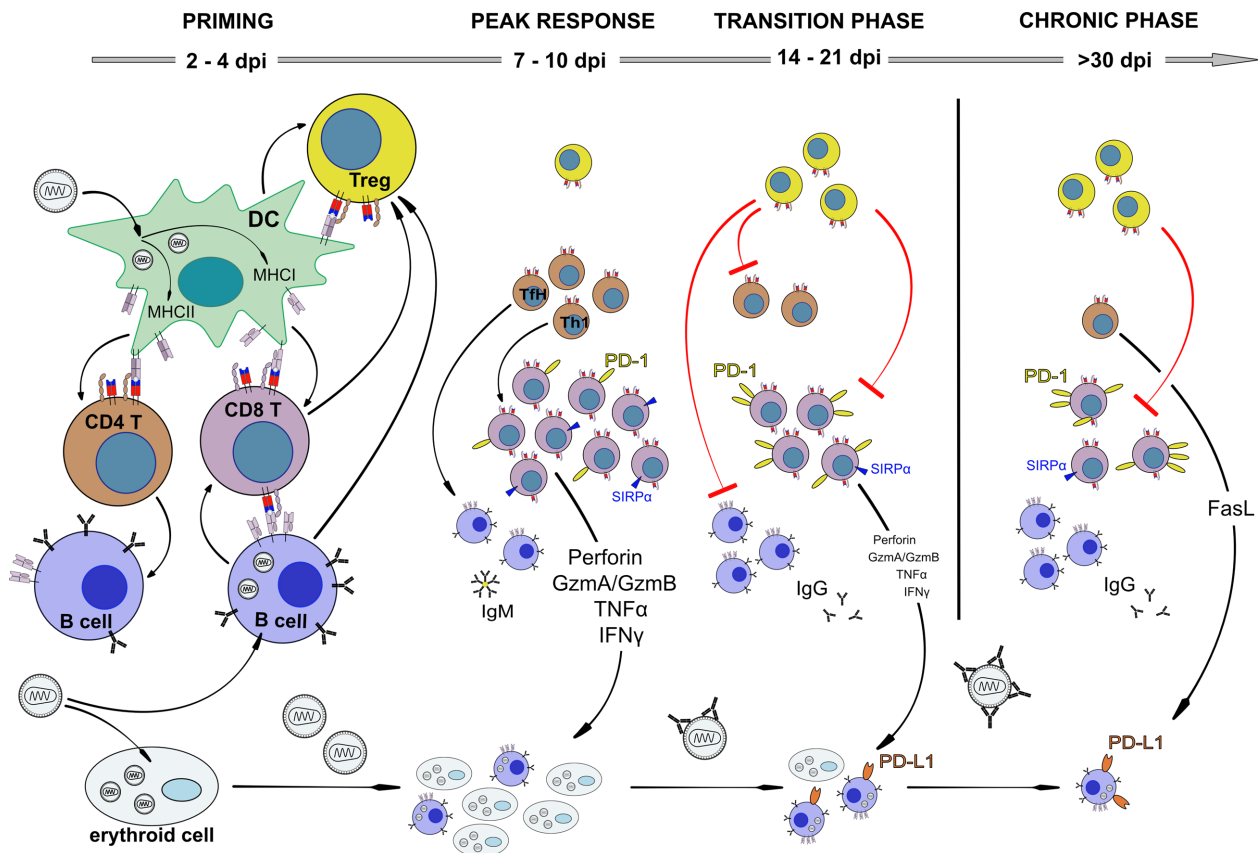 PRIMING
PEAK RESPONSE
TRANSITION PHASE
CHRONIC PHASE
2 - 4 dpi
7 - 10 dpi
14 - 21 dpi
>30 dpi
Treg
DC
MHCI
MHCII
CD4 T
CD8 T
B cell
B cell
erythroid cell
TfH
Th1
PD-1
SIRPα
IgM
Perforin
GzmA/GzmB
TNFα
IFNγ
PD-1
SIRPα
Perforin
GzmA/GzmB
TNFα
IFNγ
IgG
PD-L1
PD-1
SIRPα
FasL
IgG
PD-L1